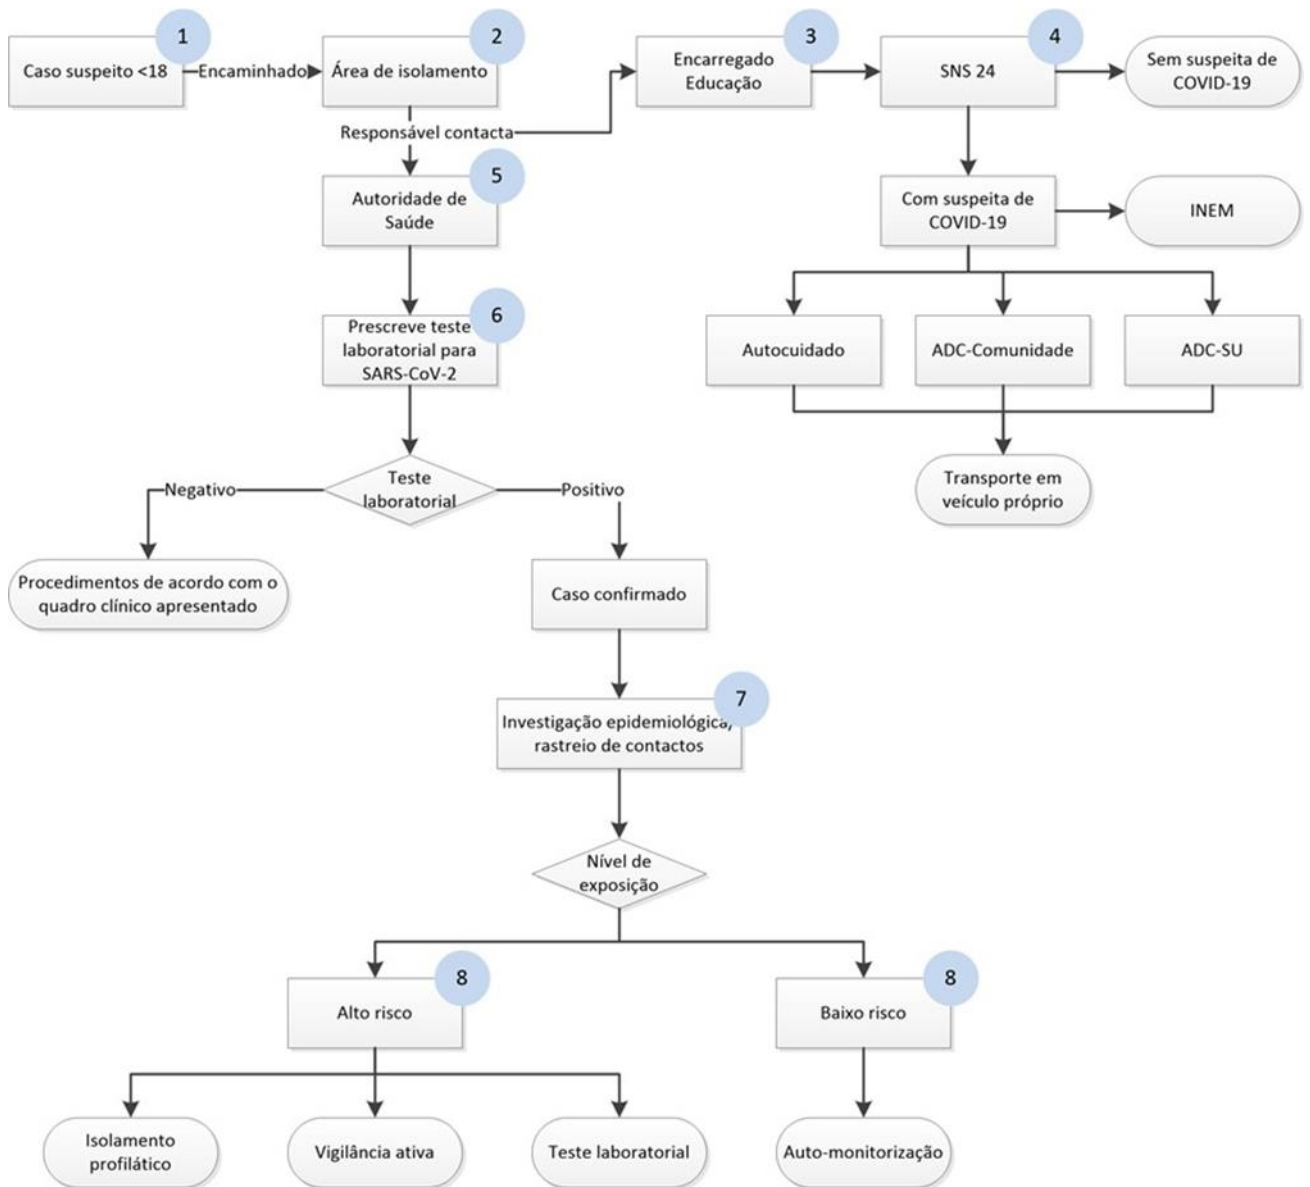 1
Caso suspeito <18
Encaminhado
2
Área de isolamento
3
Encarregado
Educação
4
SNS 24
Sem suspeita de
COVID-19
Responsável contacta
5
Autoridade de
Saúde
Com suspeita de
COVID-19
INEM
6
Prescreve teste
laboratorial para
SARS-CoV-2
Autocuidado
ADC-Comunidade
ADC-SU
Negativo
Teste
laboratorial
Positivo
Transporte em
veículo próprio
Procedimentos de acordo com o
quadro clínico apresentado
Caso confirmado
7
Investigação epidemiológica/
rastreio de contactos
Nível de
exposição
8
Alto risco
8
Baixo risco
Isolamento
profilático
Vigilância ativa
Teste laboratorial
Auto-monitorização